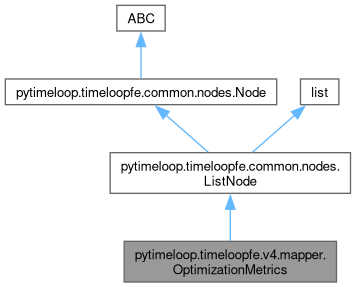 ABC
pytimeloop.timeloopfe.common.nodes.Node
list
pytimeloop.timeloopfe.common.nodes.
ListNode
pytimeloop.timeloopfe.v4.mapper.
OptimizationMetrics